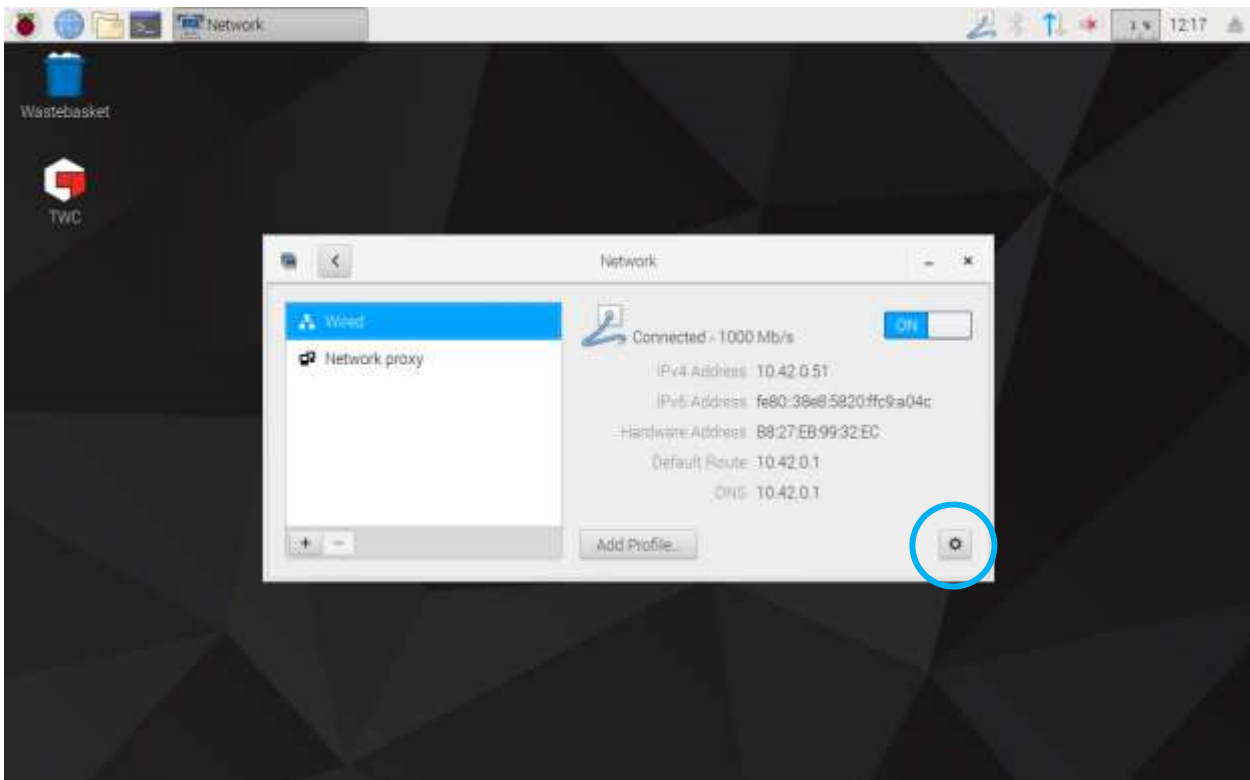 Network
12:17
Wastebasket
TWC
Network
Wired
Connected - 1000 Mb/s
ON
Network proxy
IPv4 Address 10.42.0.51
IPv6 Address fe80::38e8:5820:ffc9:a04c
Hardware Address B8:27:EB:99:32:EC
Default Route 10.42.0.1
DNS 10.42.0.1
+ -
Add Profile...